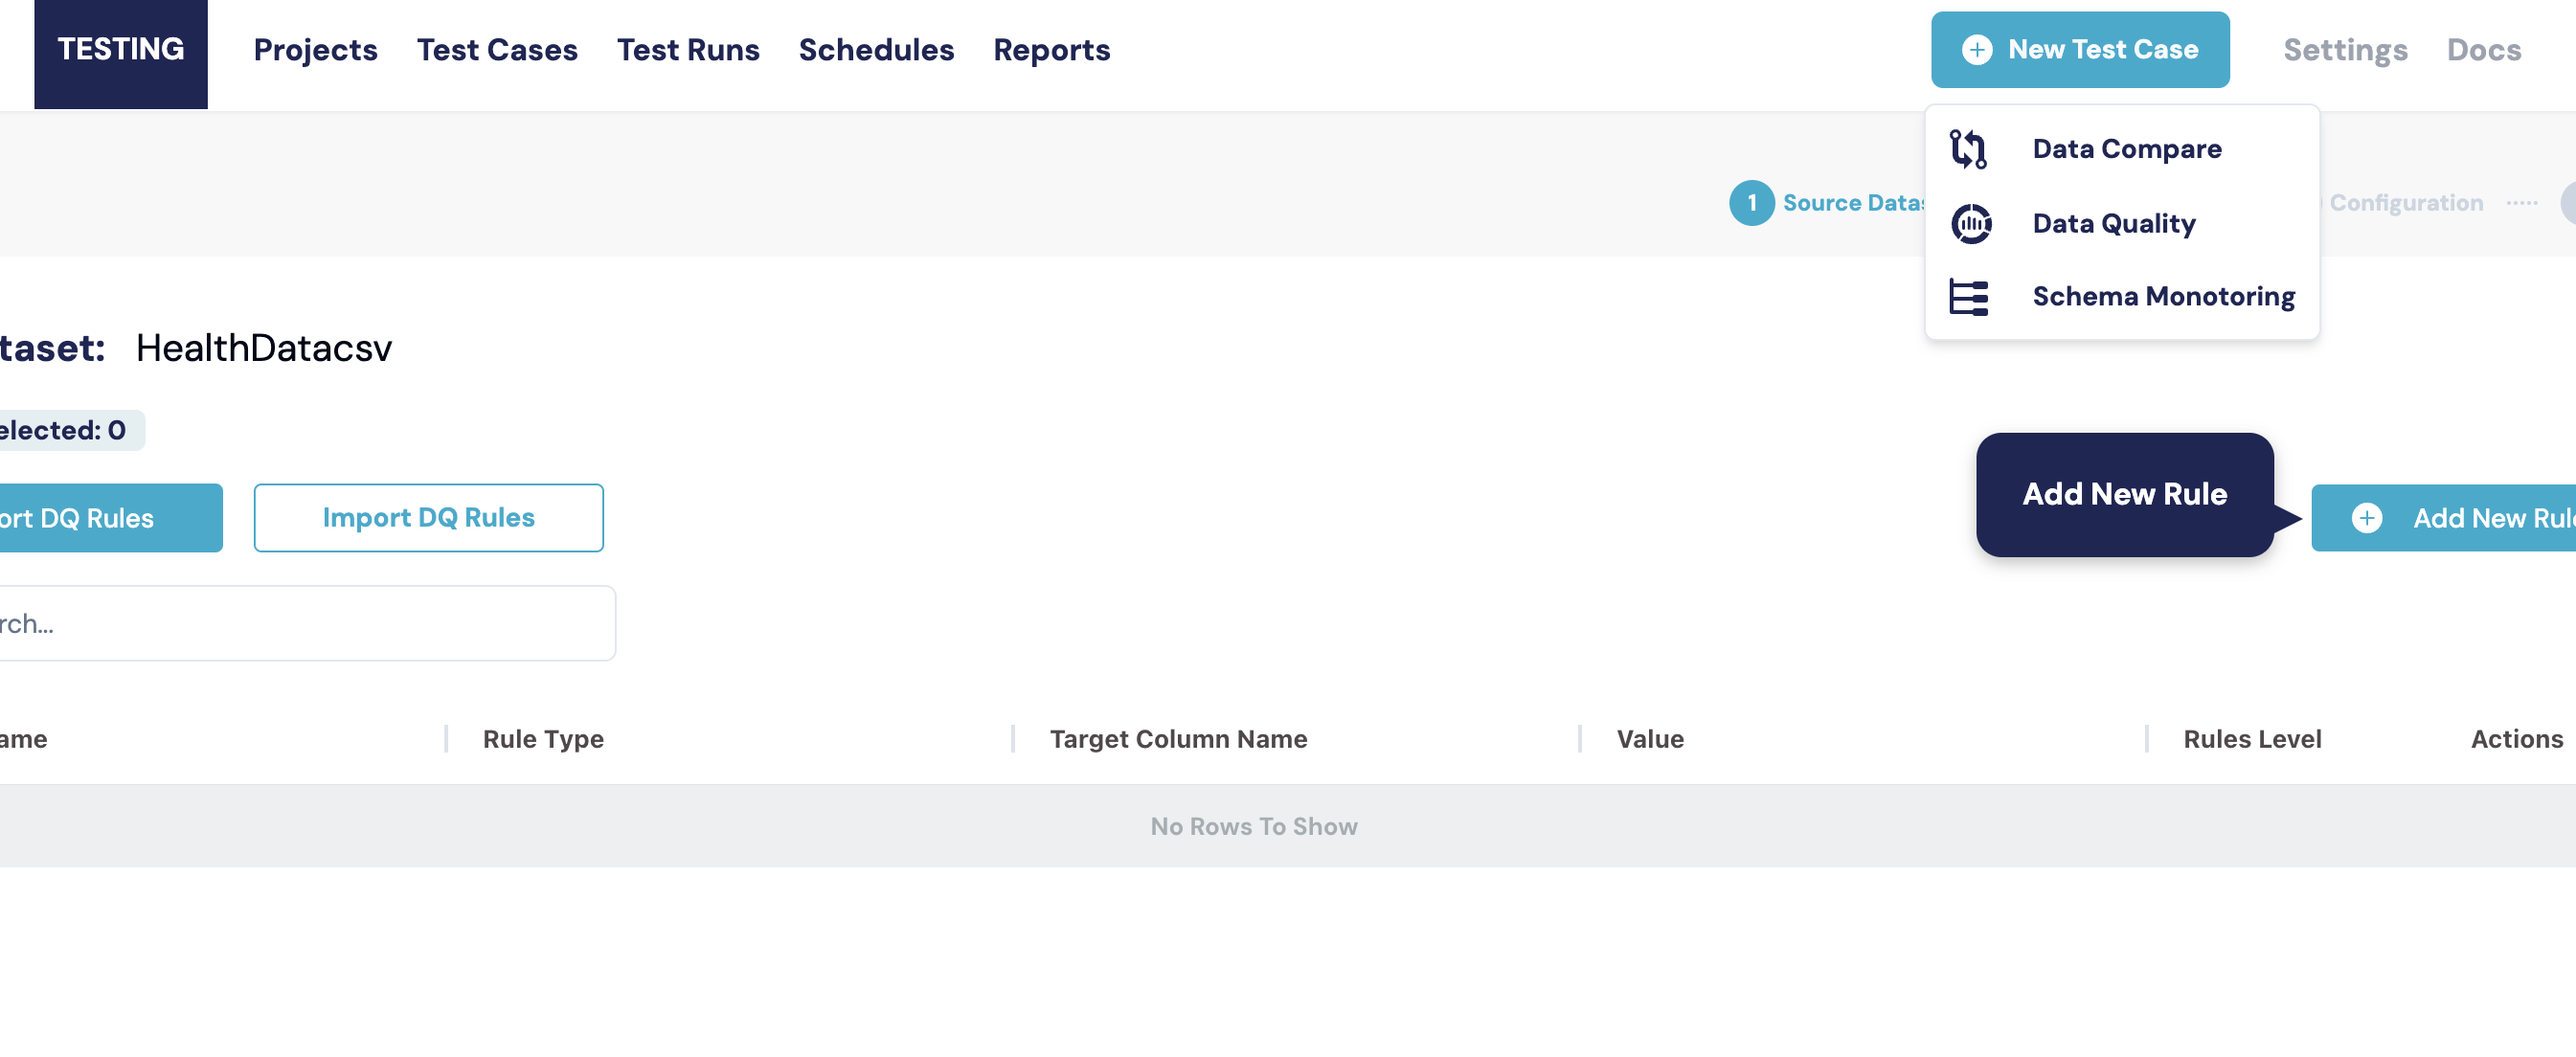 TESTING Projects Test Cases Test Runs Schedules Reports New Test Case Settings Docs
Data Compare
1 Source Datas Configuration
Data Quality
Schema Monotoring
taset: HealthDatacsv
elected: 0
Add New Rule
ort DQ Rules Import DQ Rules Add New Rule
rch...
ame Rule Type Target Column Name Value Rules Level Actions
No Rows To Show